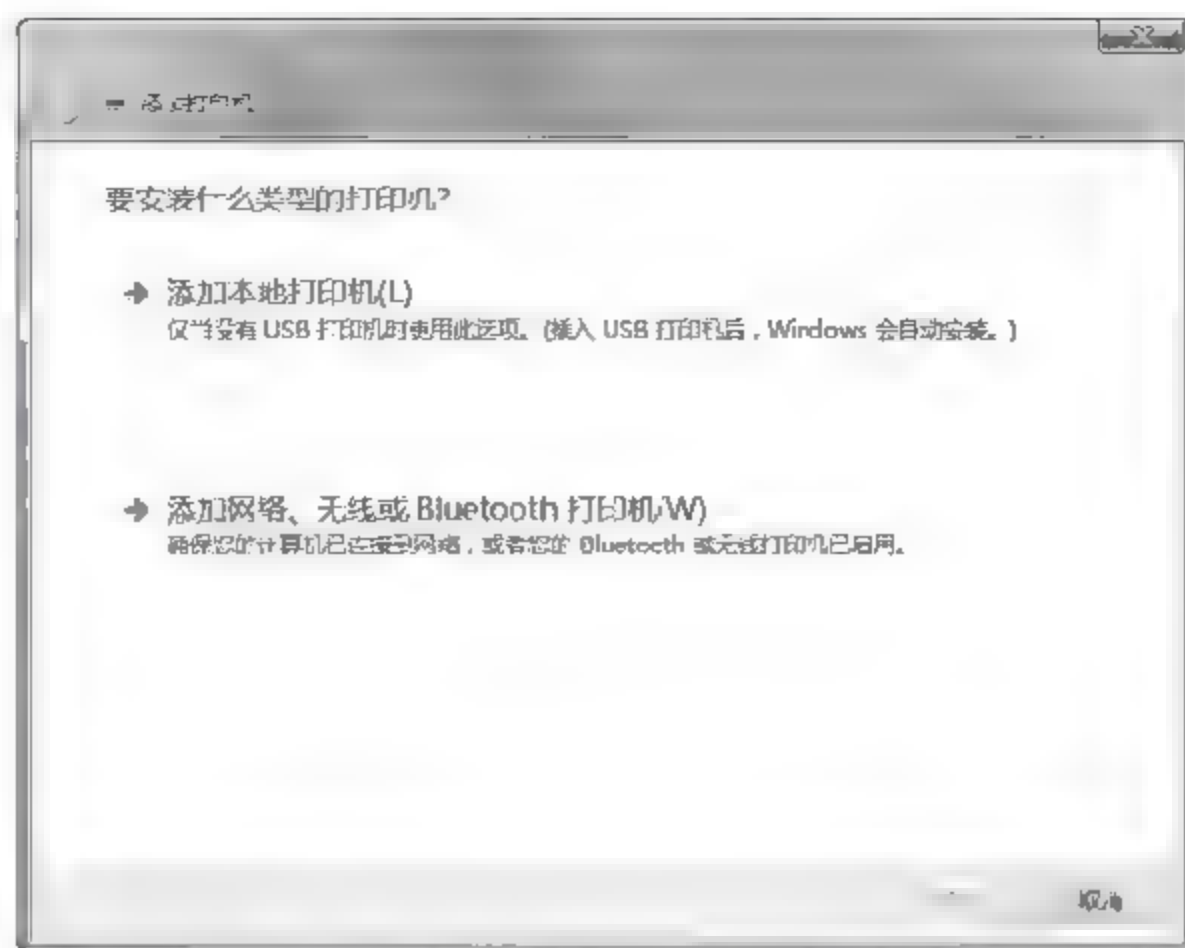 添加打印机
要安装什么类型的打印机?
添加本地打印机(L)
仅当没有 USB 打印机时使用此选项。(插入 USB 打印机后，Windows 会自动安装。)
添加网络、无线或 Bluetooth 打印机(W)
确保您的计算机已连接到网络，或者您的 Bluetooth 或无线打印机已启用。
取消